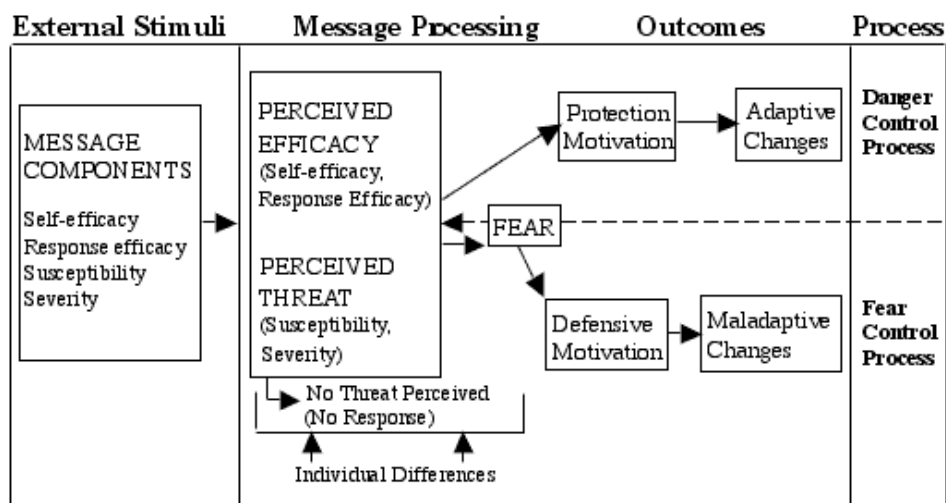 External Stimuli
Message Processing
Outcomes
Process
MESSAGE
COMPONENTS
Self-efficacy
Response efficacy
Susceptibility
Severity
PERCEIVED
EFFICACY
(Self-efficacy,
Response Efficacy)
PERCEIVED
THREAT
(Susceptibility,
Severity)
No Threat Perceived
(No Response)
Individual Differences
Protection
Motivation
Adaptive
Changes
FEAR
Defensive
Motivation
Maladaptive
Changes
Danger
Control
Process
Fear
Control
Process